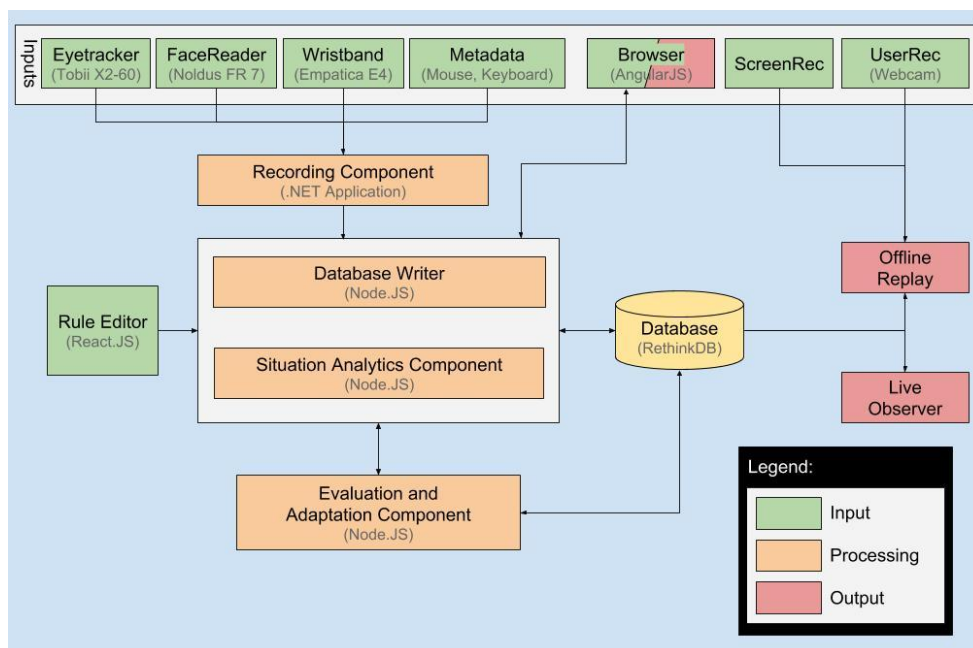 Inputs
Eyetracker
(Tobii X2-60)
FaceReader
(Noldus FR 7)
Wristband
(Empatica E4)
Metadata
(Mouse, Keyboard)
Browser
(AngularJS)
ScreenRec
UserRec
(Webcam)
Recording Component
(.NET Application)
Database Writer
(Node.JS)
Situation Analytics Component
(Node.JS)
Rule Editor
(React.JS)
Database
(RethinkDB)
Offline
Replay
Live
Observer
Evaluation and
Adaptation Component
(Node.JS)
Legend:
Input
Processing
Output